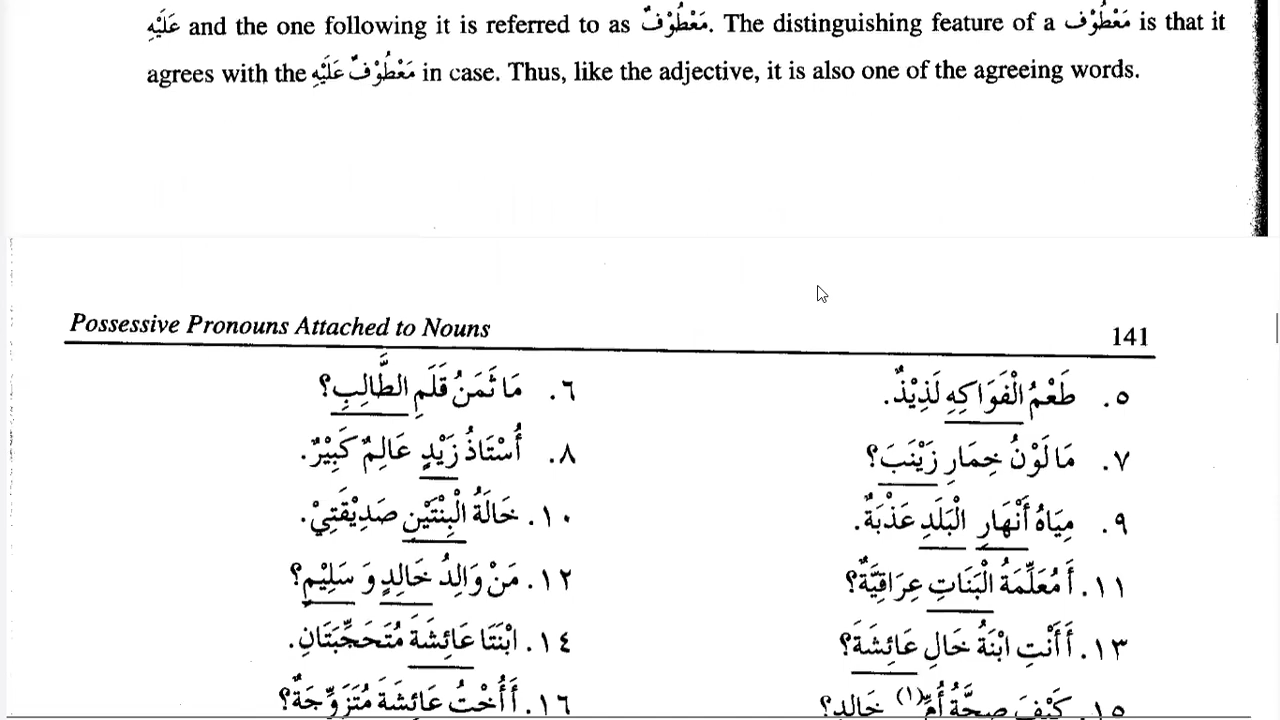 عَلَيْهِ and the one following it is referred to as مَعْطُوْفٌ. The distinguishing feature of a مَعْطُوْف is that it
agrees with the مَعْطُوْفٌ عَلَيْهِ in case. Thus, like the adjective, it is also one of the agreeing words.
Possessive Pronouns Attached to Nouns 141
٥. طَعْمُ الْفَوَاكِهِ لَذِيْذٌ.
٦. مَا ثَمَنُ قَلَمِ الطَّالِبِ؟
٧. مَا لَوْنُ خِمَارِ زَيْنَبَ؟
٨. أُسْتَاذُ زَيْدٍ عَالِمٌ كَبِيْرٌ.
٩. مِيَاهُ أَنْهَارِ الْبَلَدِ عَذْبَةٌ.
١٠. خَالَةُ الْبِنْتَيْنِ صَدِيْقَتِيْ.
١١. أَ مُعَلِّمَةُ الْبَنَاتِ عِرَاقِيَّةٌ؟
١٢. مَنْ وَالِدُ خَالِدٍ وَ سَلِيْمٍ؟
١٣. أَأَنْتِ ابْنَةُ خَالِ عَائِشَةَ؟
١٤. ابْنَتَا عَائِشَةَ مُتَحَجِّبَتَانِ.
١٥. كَيْفَ صِحَّةُ أُمِّ (١) خَالِدٍ؟
١٦. أَأُخْتُ عَائِشَةَ مُتَزَوِّجَةٌ؟